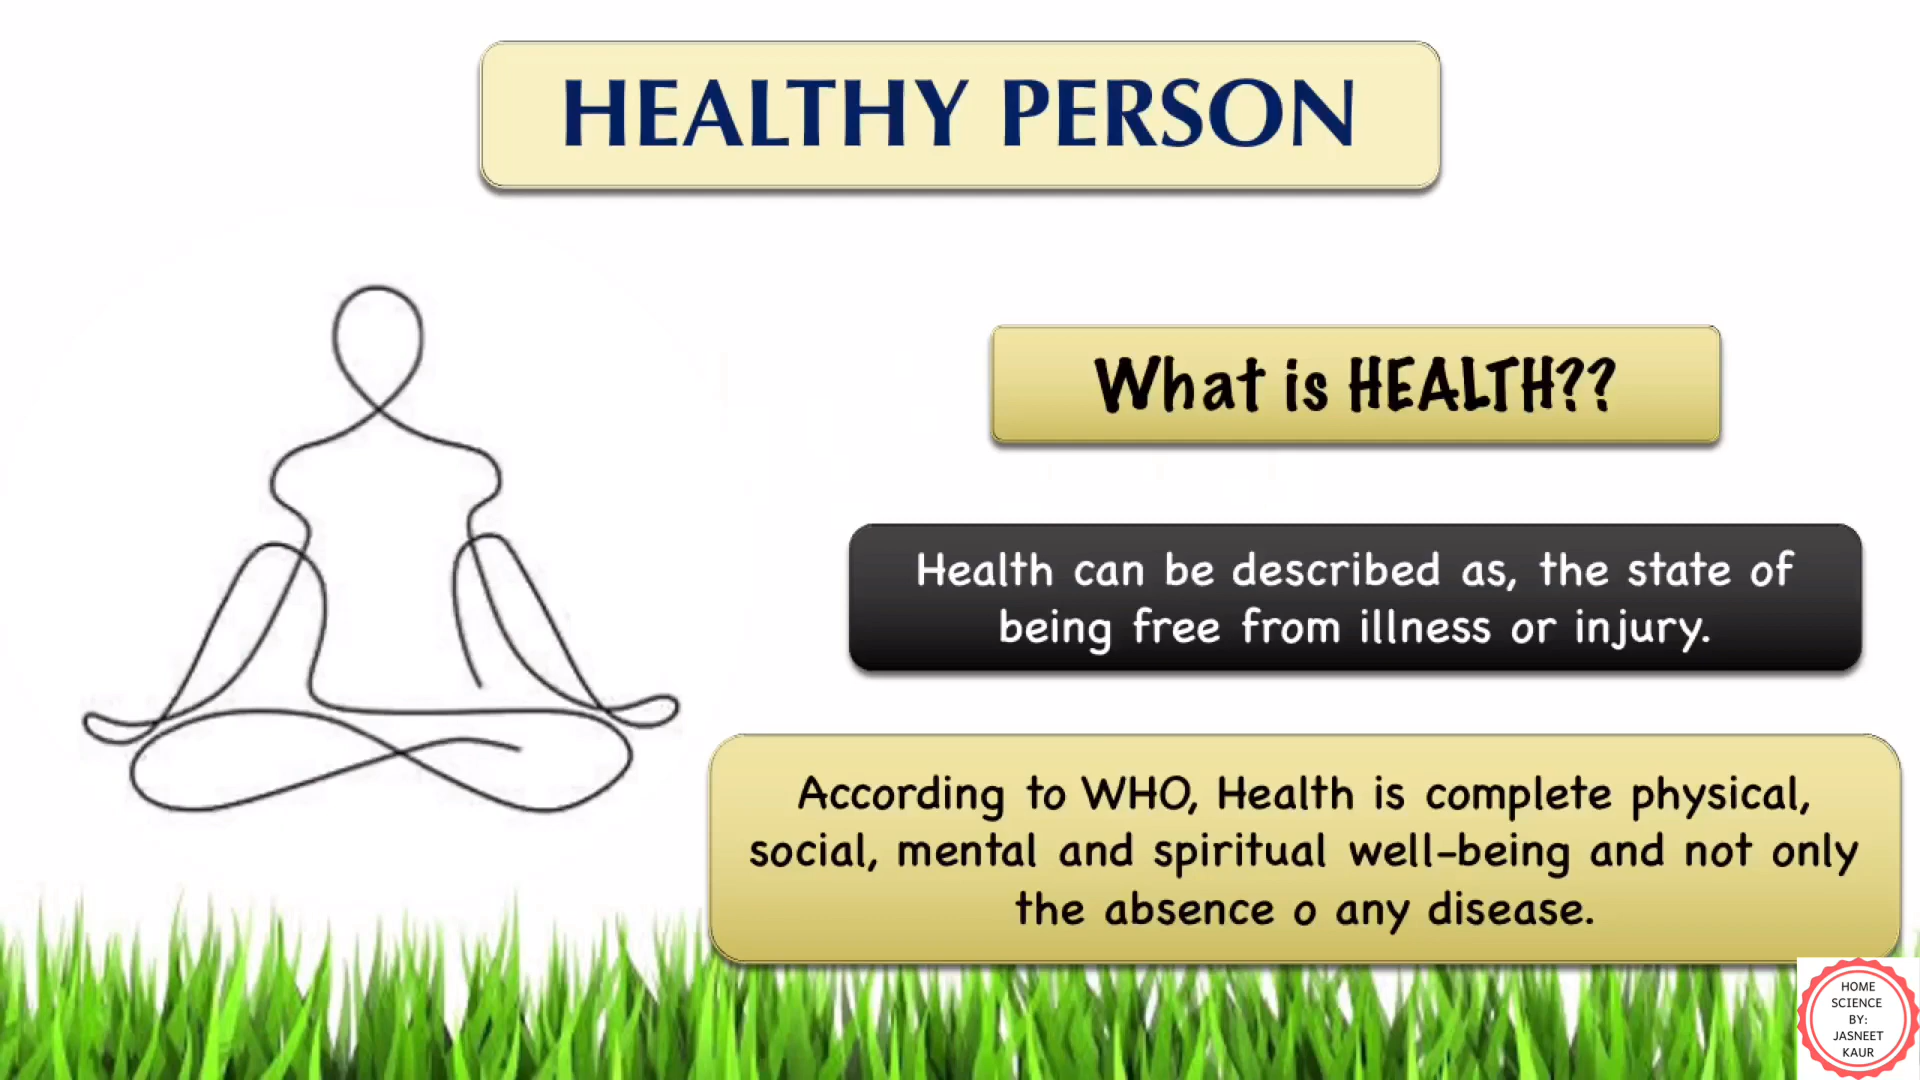 HEALTHY PERSON
What is HEALTH??
Health can be described as, the state of
being free from illness or injury.
According to WHO, Health is complete physical,
social, mental and spiritual well-being and not only
the absence o any disease.
HOME
SCIENCE
BY:
JASNEET
KAUR